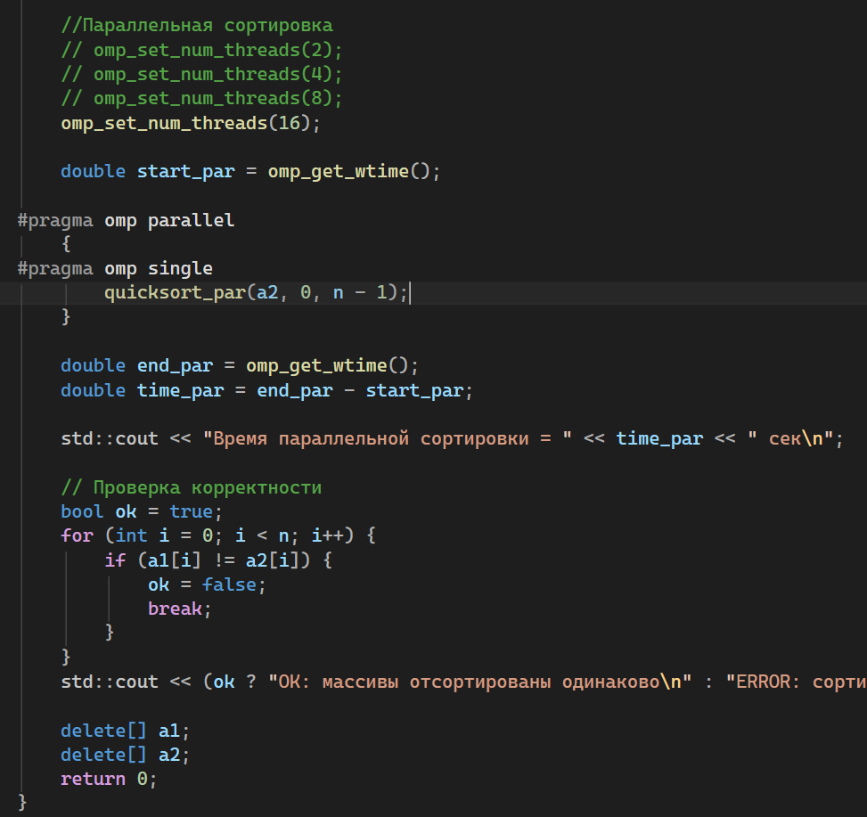 //Параллельная сортировка
// omp_set_num_threads(2);
// omp_set_num_threads(4);
// omp_set_num_threads(8);
omp_set_num_threads(16);
double start_par = omp_get_wtime();
#pragma omp parallel
{
#pragma omp single
quicksort_par(a2, 0, n - 1);
}
double end_par = omp_get_wtime();
double time_par = end_par - start_par;
std::cout << "Время параллельной сортировки = " << time_par << " сек\n";
// Проверка корректности
bool ok = true;
for (int i = 0; i < n; i++) {
if (a1[i] != a2[i]) {
ok = false;
break;
}
}
std::cout << (ok ? "OK: массивы отсортированы одинаково\n" : "ERROR: сорти
delete[] a1;
delete[] a2;
return 0;
}